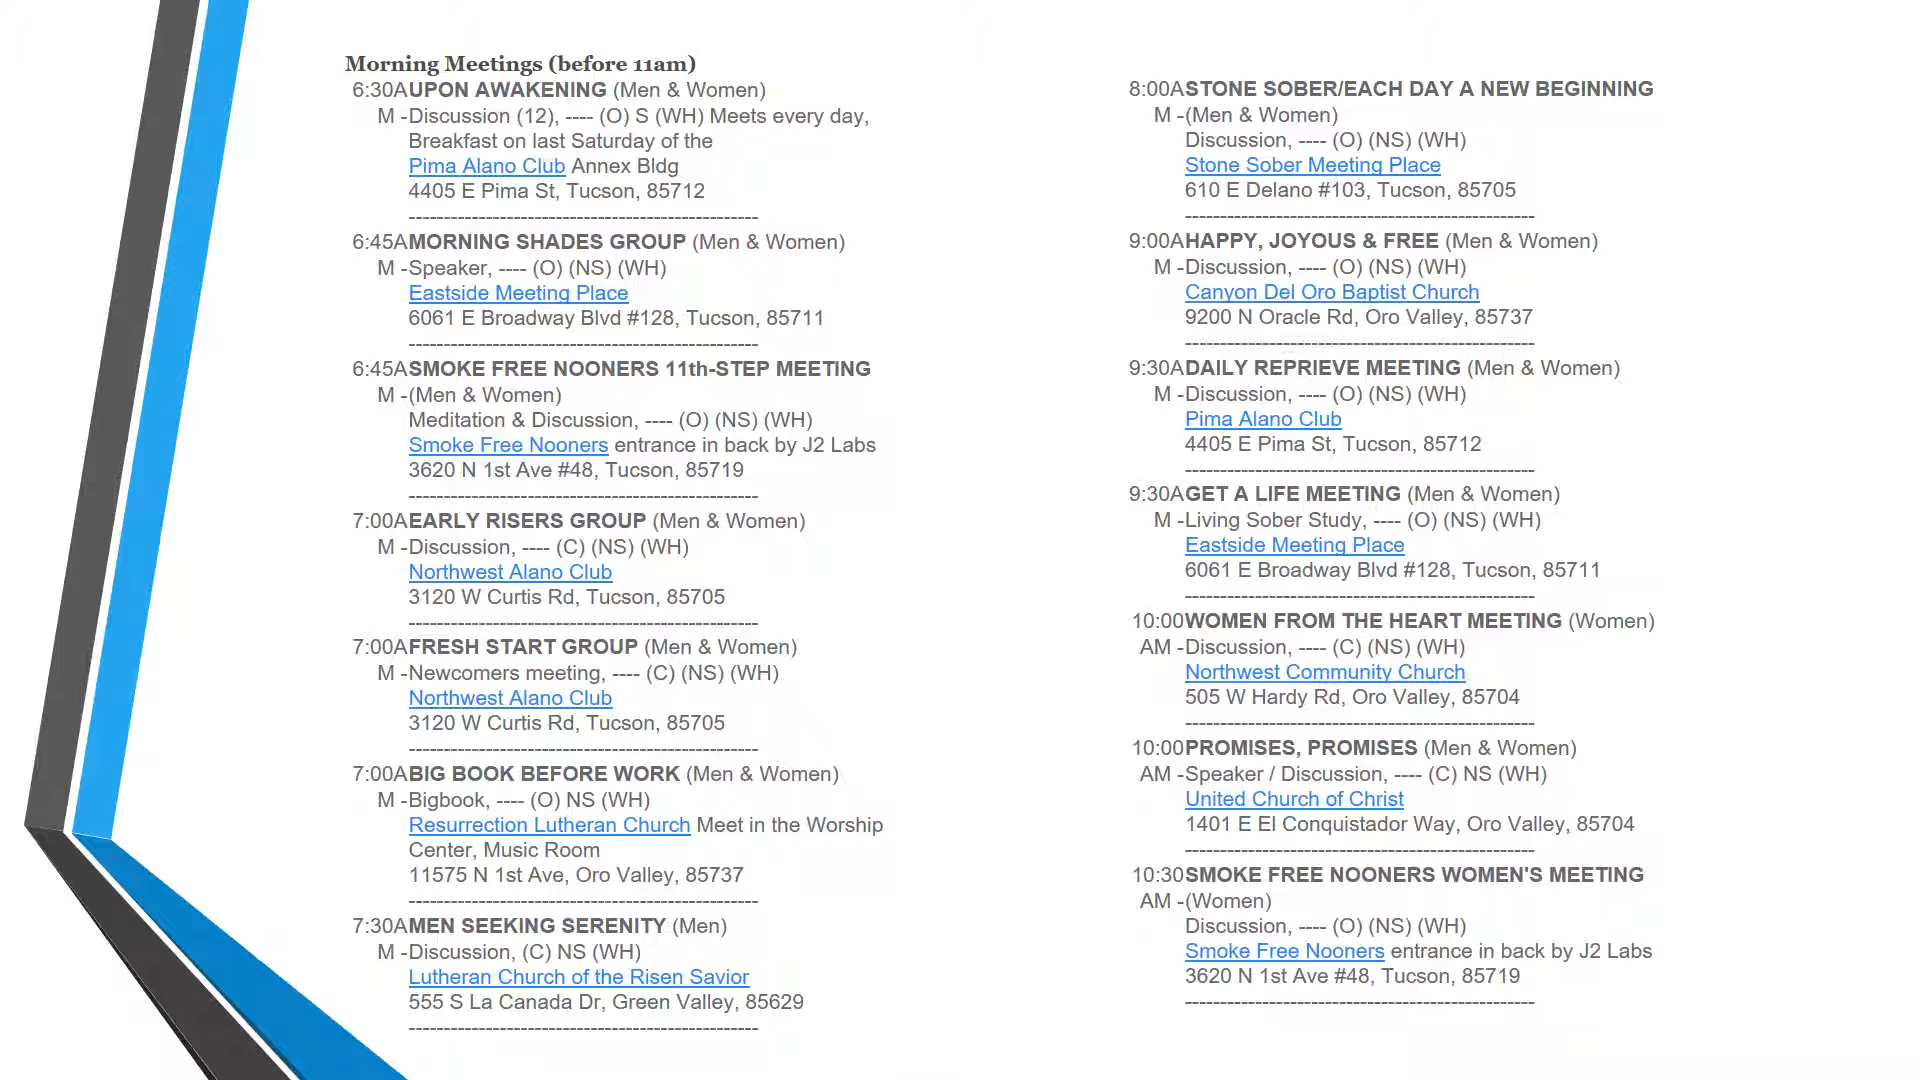 Morning Meetings (before 11am)
6:30AUPON AWAKENING (Men & Women)
M -Discussion (12), ---- (O) S (WH) Meets every day,
Breakfast on last Saturday of the
Pima Alano Club Annex Bldg
4405 E Pima St, Tucson, 85712
--------------------------------------------------
6:45AMORNING SHADES GROUP (Men & Women)
M -Speaker, ---- (O) (NS) (WH)
Eastside Meeting Place
6061 E Broadway Blvd #128, Tucson, 85711
--------------------------------------------------
6:45ASMOKE FREE NOONERS 11th-STEP MEETING
M -(Men & Women)
Meditation & Discussion, ---- (O) (NS) (WH)
Smoke Free Nooners entrance in back by J2 Labs
3620 N 1st Ave #48, Tucson, 85719
--------------------------------------------------
7:00AEARLY RISERS GROUP (Men & Women)
M -Discussion, ---- (C) (NS) (WH)
Northwest Alano Club
3120 W Curtis Rd, Tucson, 85705
--------------------------------------------------
7:00AFRESH START GROUP (Men & Women)
M -Newcomers meeting, ---- (C) (NS) (WH)
Northwest Alano Club
3120 W Curtis Rd, Tucson, 85705
--------------------------------------------------
7:00ABIG BOOK BEFORE WORK (Men & Women)
M -Bigbook, ---- (O) NS (WH)
Resurrection Lutheran Church Meet in the Worship
Center, Music Room
11575 N 1st Ave, Oro Valley, 85737
--------------------------------------------------
7:30AMEN SEEKING SERENITY (Men)
M -Discussion, (C) NS (WH)
Lutheran Church of the Risen Savior
555 S La Canada Dr, Green Valley, 85629
--------------------------------------------------
8:00ASTONE SOBER/EACH DAY A NEW BEGINNING
M -(Men & Women)
Discussion, ---- (O) (NS) (WH)
Stone Sober Meeting Place
610 E Delano #103, Tucson, 85705
--------------------------------------------------
9:00AHAPPY, JOYOUS & FREE (Men & Women)
M -Discussion, ---- (O) (NS) (WH)
Canyon Del Oro Baptist Church
9200 N Oracle Rd, Oro Valley, 85737
--------------------------------------------------
9:30ADAILY REPRIEVE MEETING (Men & Women)
M -Discussion, ---- (O) (NS) (WH)
Pima Alano Club
4405 E Pima St, Tucson, 85712
--------------------------------------------------
9:30AGET A LIFE MEETING (Men & Women)
M -Living Sober Study, ---- (O) (NS) (WH)
Eastside Meeting Place
6061 E Broadway Blvd #128, Tucson, 85711
--------------------------------------------------
10:00WOMEN FROM THE HEART MEETING (Women)
AM -Discussion, ---- (C) (NS) (WH)
Northwest Community Church
505 W Hardy Rd, Oro Valley, 85704
--------------------------------------------------
10:00PROMISES, PROMISES (Men & Women)
AM -Speaker / Discussion, ---- (C) NS (WH)
United Church of Christ
1401 E El Conquistador Way, Oro Valley, 85704
--------------------------------------------------
10:30SMOKE FREE NOONERS WOMEN'S MEETING
AM -(Women)
Discussion, ---- (O) (NS) (WH)
Smoke Free Nooners entrance in back by J2 Labs
3620 N 1st Ave #48, Tucson, 85719
--------------------------------------------------